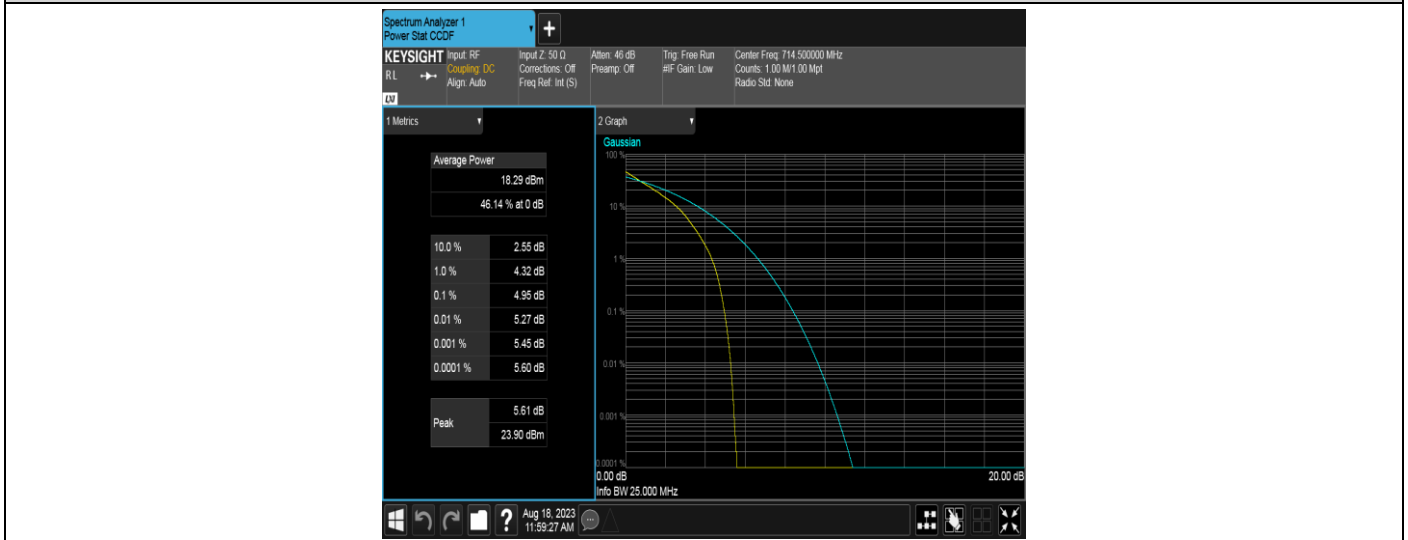 Spectrum Analyzer 1
Power Stat CCDF
+
KEYSIGHT
RL
LXI
Input: RF
Coupling: DC
Align: Auto
Input Z: 50 Ω
Corrections: Off
Freq Ref: Int (S)
Atten: 46 dB
Preamp: Off
Trig: Free Run
#IF Gain: Low
Center Freq: 714.500000 MHz
Counts: 1.00 M/1.00 Mpt
Radio Std: None
1 Metrics
Average Power
18.29 dBm
46.14 % at 0 dB
10.0 % 2.55 dB
1.0 % 4.32 dB
0.1 % 4.95 dB
0.01 % 5.27 dB
0.001 % 5.45 dB
0.0001 % 5.60 dB
Peak
5.61 dB
23.90 dBm
2 Graph
Gaussian
100 %
10 %
1 %
0.1 %
0.01 %
0.001 %
0.0001 %
0.00 dB
20.00 dB
Info BW 25.000 MHz
?
Aug 18, 2023
11:59:27 AM